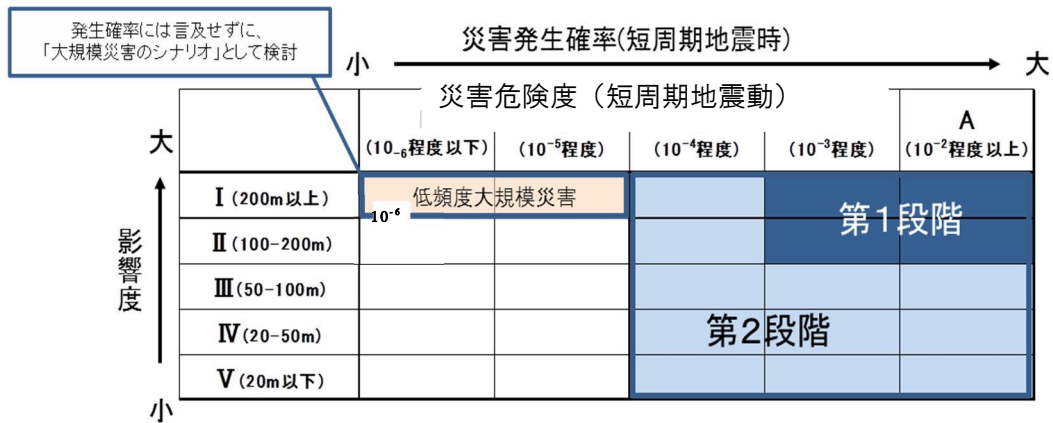 発生確率には言及せずに、
「大規模災害のシナリオ」として検討
災害発生確率(短周期地震時)
小
大
災害危険度（短周期地震動）
大
A
(10-6程度以下)
(10-5程度)
(10-4程度)
(10-3程度)
(10-2程度以上)
Ⅰ(200m以上)
低頻度大規模災害
10-6
第1段階
Ⅱ(100-200m)
影響度
Ⅲ(50-100m)
Ⅳ(20-50m)
第2段階
Ⅴ(20m以下)
小